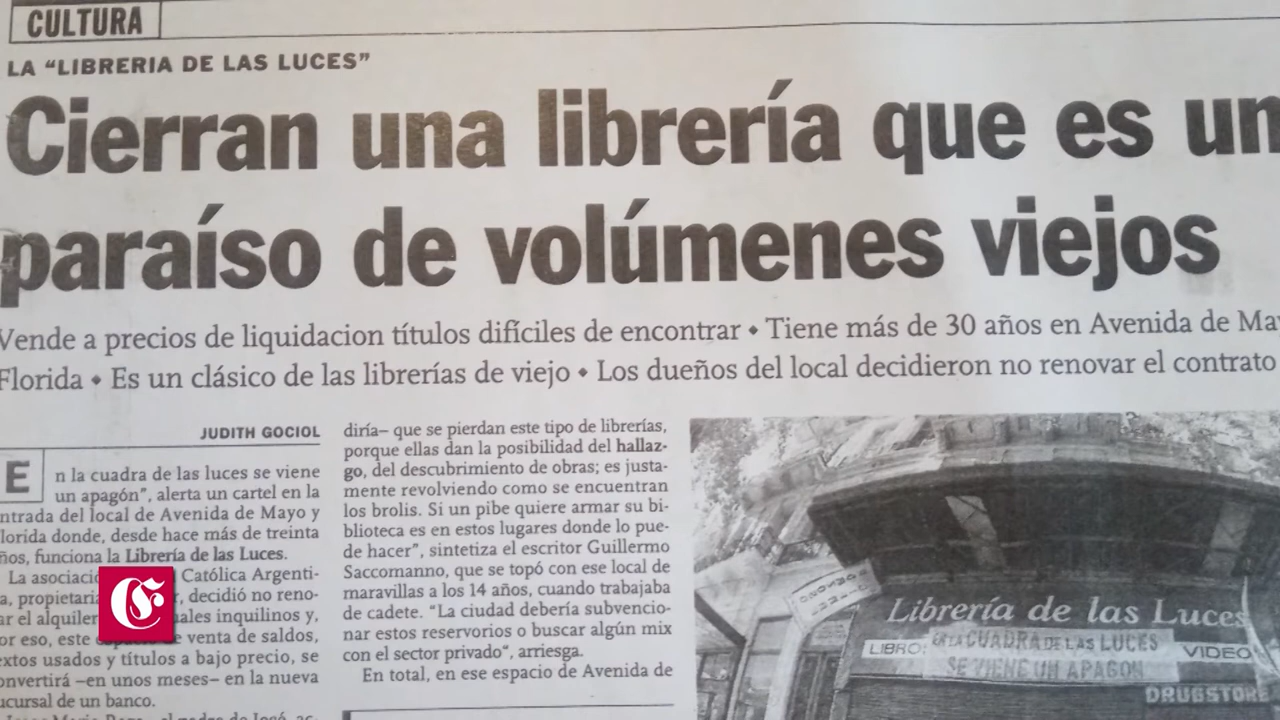 CULTURA
LA “LIBRERIA DE LAS LUCES”
Cierran una librería que es un
paraíso de volúmenes viejos
Vende a precios de liquidacion títulos difíciles de encontrar • Tiene más de 30 años en Avenida de May
Florida • Es un clásico de las librerías de viejo • Los dueños del local decidieron no renovar el contrato
JUDITH GOCIOL
En la cuadra de las luces se viene
un apagón”, alerta un cartel en la
ntrada del local de Avenida de Mayo y
lorida donde, desde hace más de treinta
ños, funciona la Librería de las Luces.
La asociació Católica Argenti-
a, propietaria decidió no reno-
ar el alquiler ales inquilinos y,
or eso, este venta de saldos,
extos usados y títulos a bajo precio, se
onvertirá –en unos meses– en la nueva
ucursal de un banco.
diría– que se pierdan este tipo de librerías,
porque ellas dan la posibilidad del hallaz-
go, del descubrimiento de obras; es justa-
mente revolviendo como se encuentran
los brolis. Si un pibe quiere armar su bi-
blioteca es en estos lugares donde lo pue-
de hacer”, sintetiza el escritor Guillermo
Saccomanno, que se topó con ese local de
maravillas a los 14 años, cuando trabajaba
de cadete. “La ciudad debería subvencio-
nar estos reservorios o buscar algún mix
con el sector privado“, arriesga.
En total, en ese espacio de Avenida de
Librería de las Luces
LIBRO: EN LA CUADRA DE LAS LUCES VIDEO
SE VIENE UN APAGON
DRUGSTORE